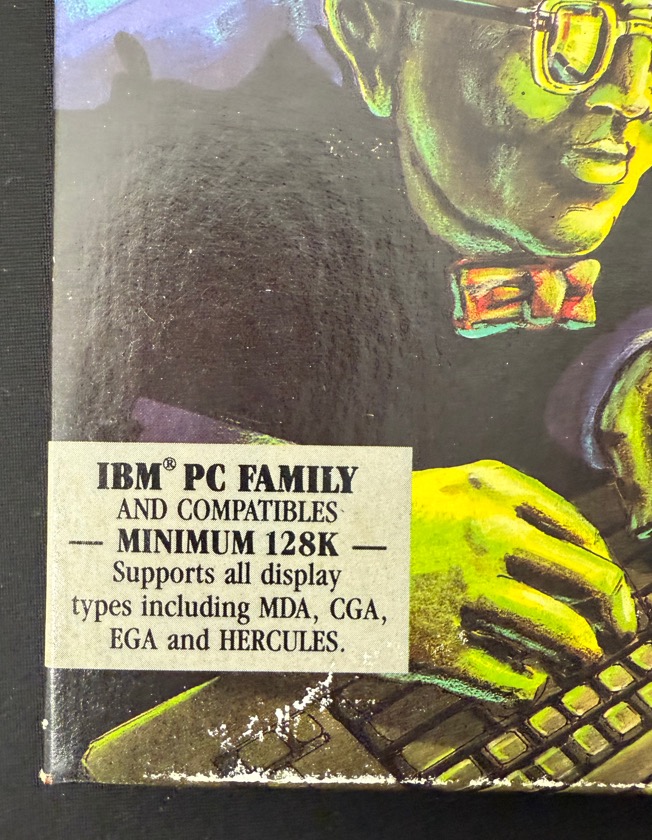 IBM® PC FAMILY
AND COMPATIBLES
— MINIMUM 128K —
Supports all display
types including MDA, CGA,
EGA and HERCULES.